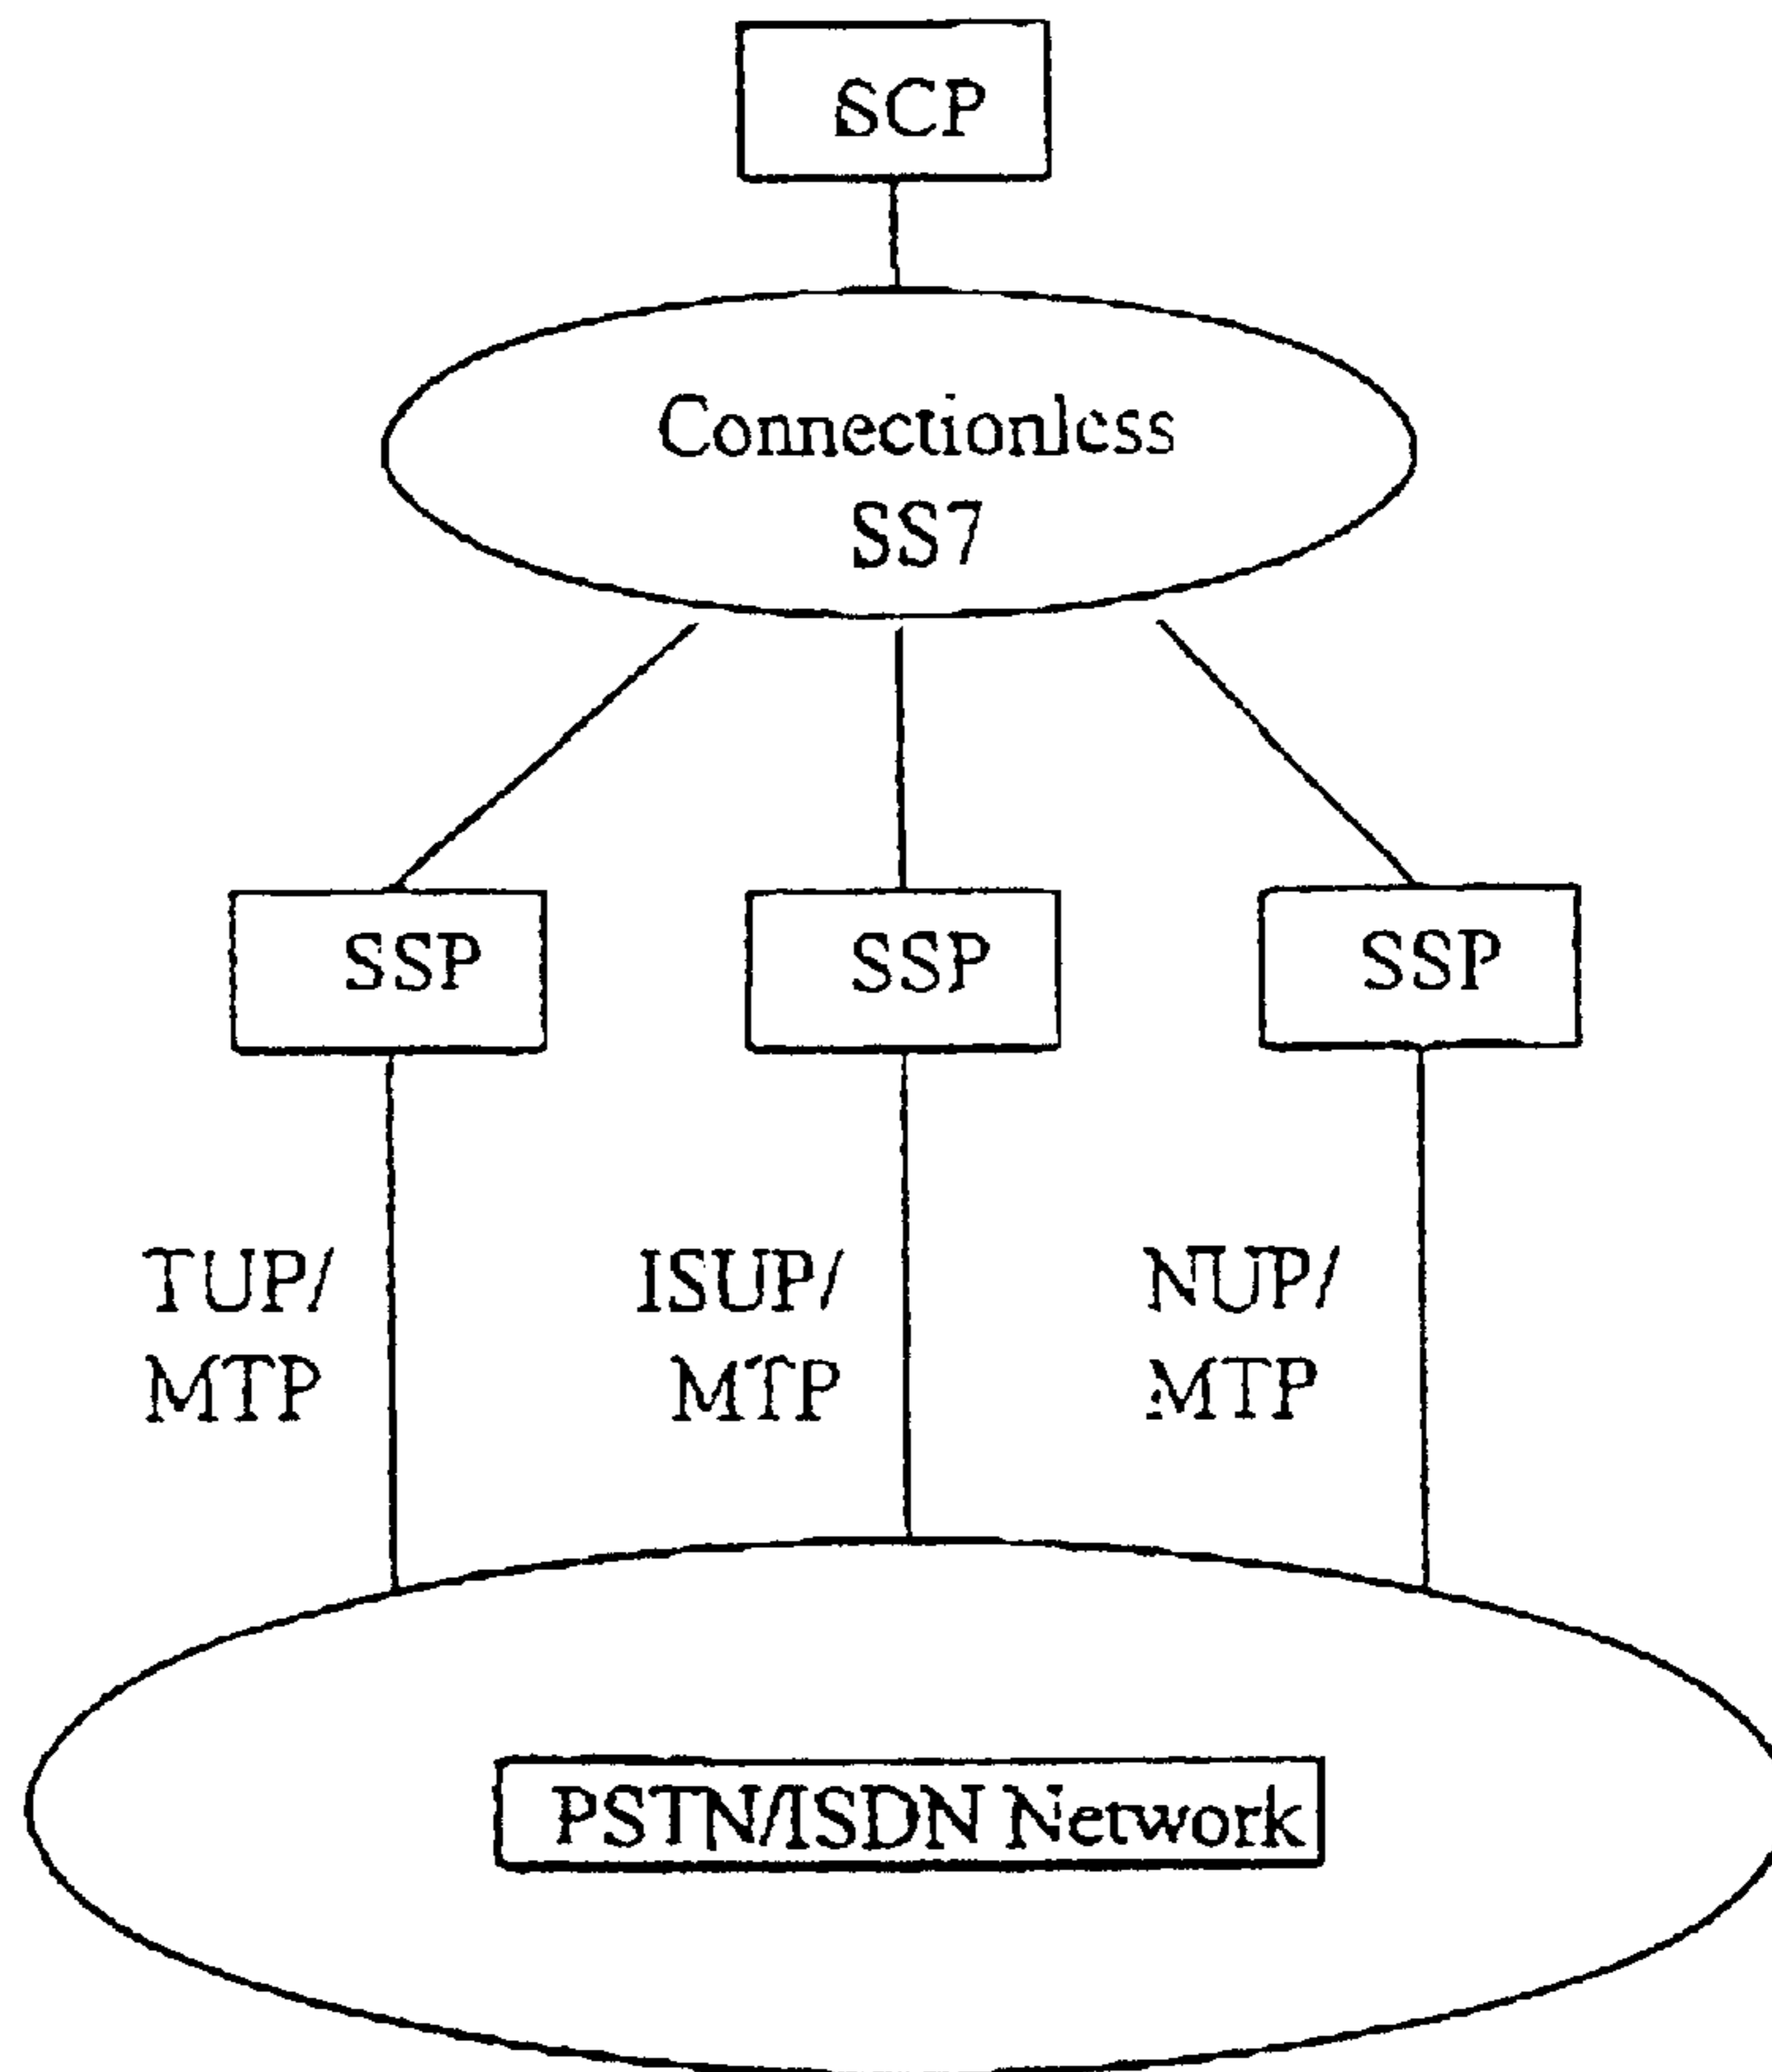 SCP
Connectionless
SS7
SSP
SSP
SSP
TUP/
MTP
ISUP/
MTP
NUP/
MTP
PSTN/ISDN Network